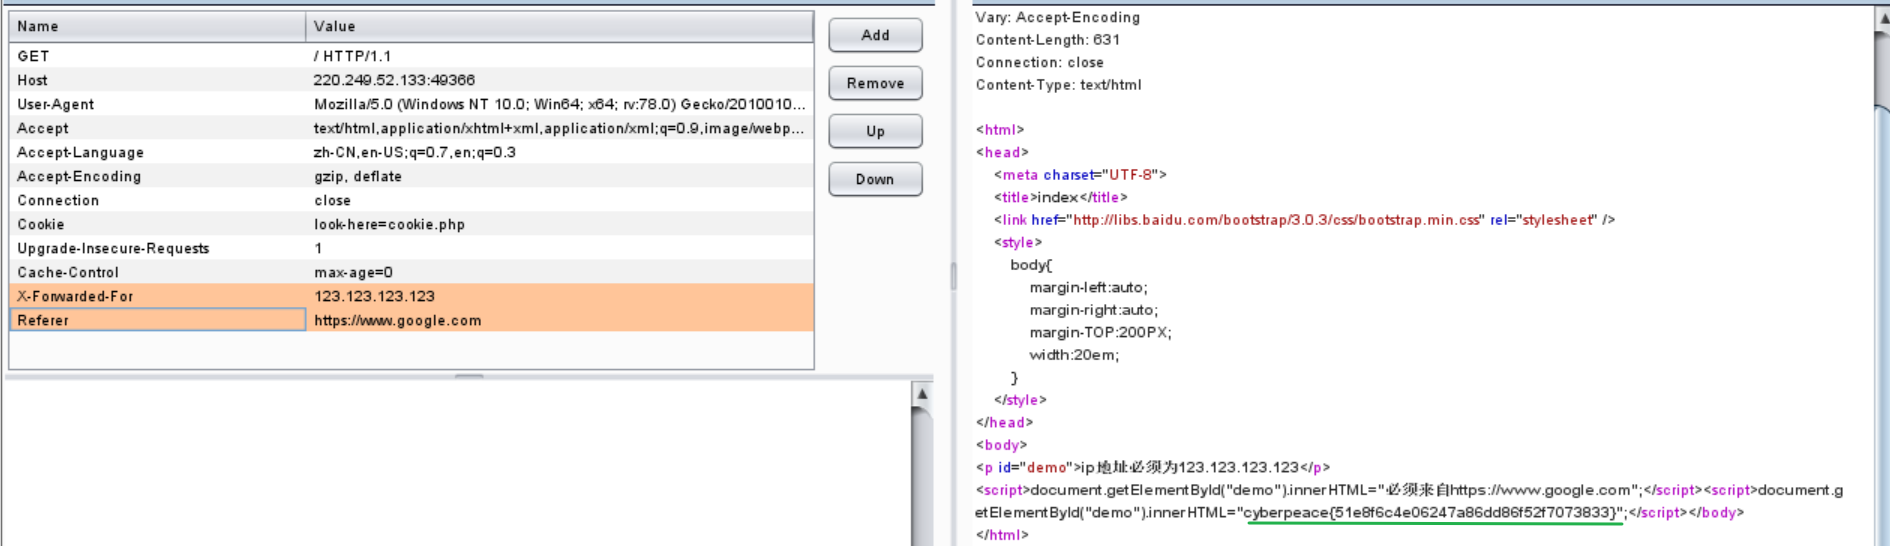 Name Value
GET / HTTP/1.1
Host 220.249.52.133:49366
User-Agent Mozilla/5.0 (Windows NT 10.0; Win64; x64; rv:78.0) Gecko/2010010...
Accept text/html,application/xhtml+xml,application/xml;q=0.9,image/webp...
Accept-Language zh-CN,en-US;q=0.7,en;q=0.3
Accept-Encoding gzip, deflate
Connection close
Cookie look-here=cookie.php
Upgrade-Insecure-Requests 1
Cache-Control max-age=0
X-Forwarded-For 123.123.123.123
Referer https://www.google.com
Add
Remove
Up
Down
Vary: Accept-Encoding
Content-Length: 631
Connection: close
Content-Type: text/html
<html>
<head>
<meta charset="UTF-8">
<title>index</title>
<link href="http://libs.baidu.com/bootstrap/3.0.3/css/bootstrap.min.css" rel="stylesheet" />
<style>
body{
margin-left:auto;
margin-right:auto;
margin-TOP:200PX;
width:20em;
}
</style>
</head>
<body>
<p id="demo">ip地址必须为123.123.123.123</p>
<script>document.getElementById("demo").innerHTML="必须来自https://www.google.com";</script><script>document.g
etElementById("demo").innerHTML="cyberpeace{51e8f6c4e06247a86dd86f52f7073833}";</script></body>
</html>